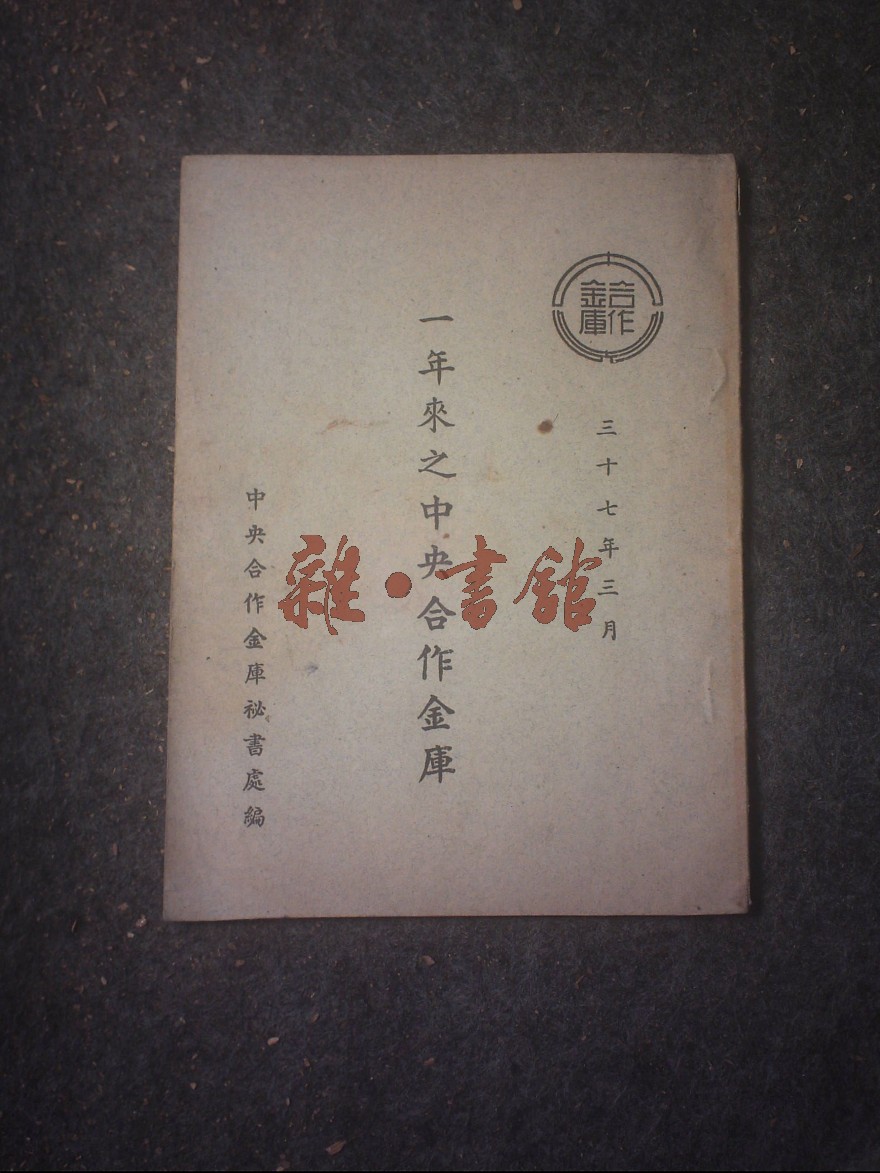 合作
金庫
三十七年三月
一年來之中央合作金庫
中央合作金庫祕書處編
雜·書館